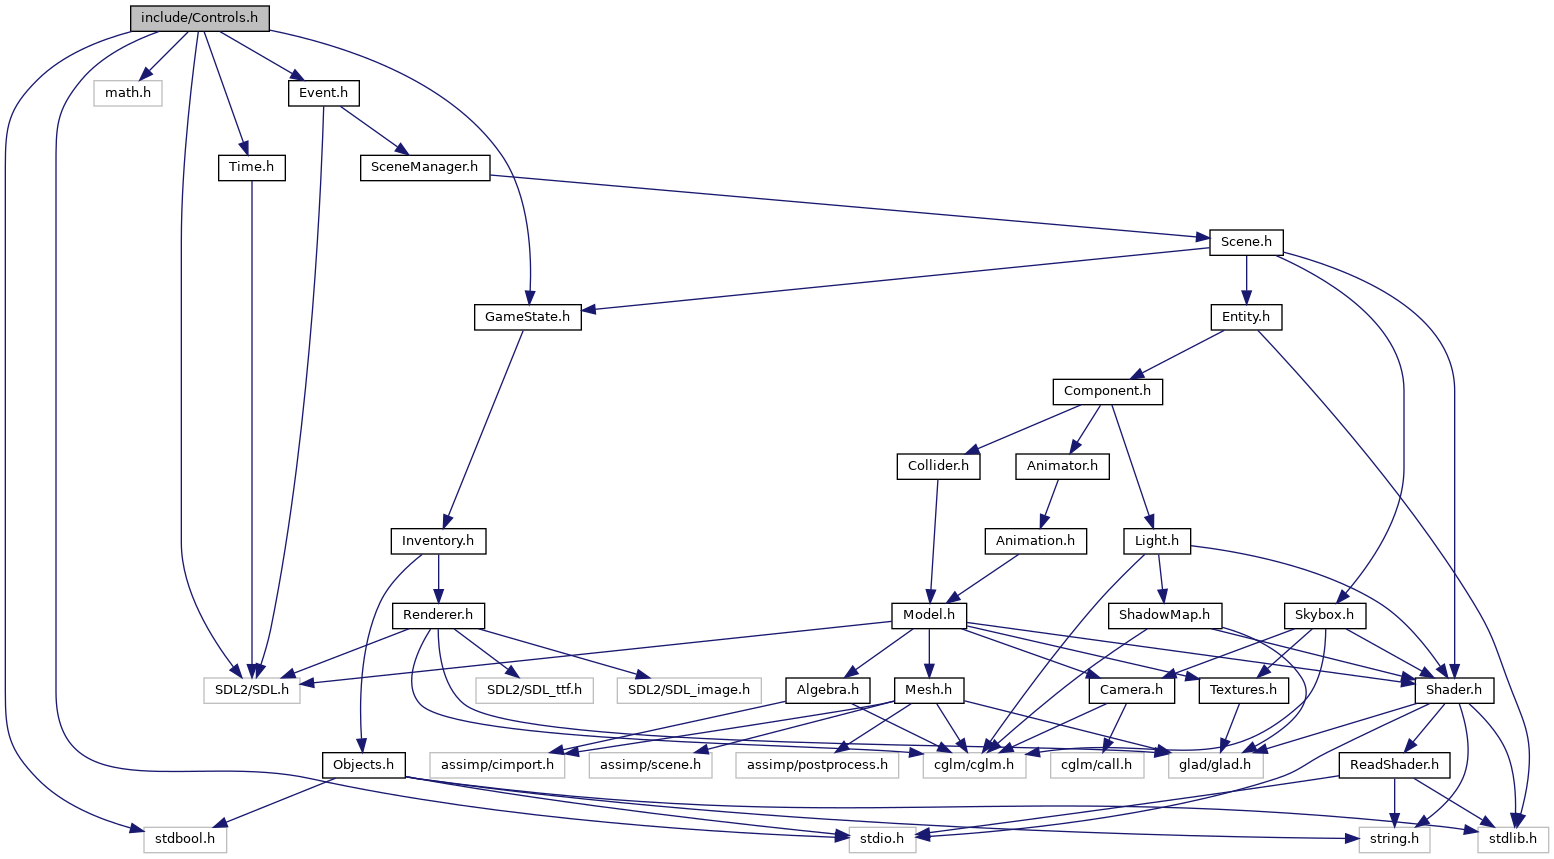 include/Controls.h
math.h
Event.h
Time.h
SceneManager.h
Scene.h
GameState.h
Entity.h
Component.h
Collider.h
Animator.h
Inventory.h
Animation.h
Light.h
Renderer.h
Model.h
ShadowMap.h
Skybox.h
SDL2/SDL.h
SDL2/SDL_ttf.h
SDL2/SDL_image.h
Algebra.h
Mesh.h
Camera.h
Textures.h
Shader.h
Objects.h
assimp/cimport.h
assimp/scene.h
assimp/postprocess.h
cglm/cglm.h
cglm/call.h
glad/glad.h
ReadShader.h
stdbool.h
stdio.h
string.h
stdlib.h